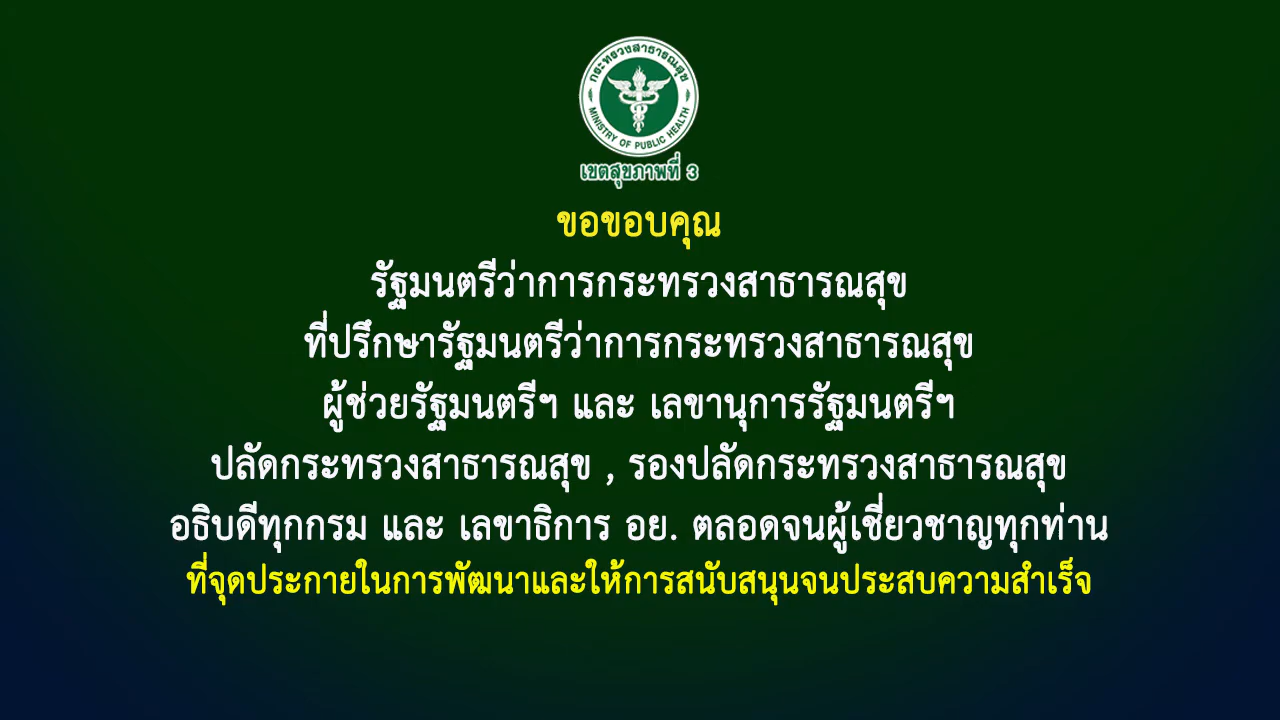 กระทรวงสาธารณสุข
MINISTRY OF PUBLIC HEALTH
เขตสุขภาพที่ 3
ขอขอบคุณ
รัฐมนตรีว่าการกระทรวงสาธารณสุข
ที่ปรึกษารัฐมนตรีว่าการกระทรวงสาธารณสุข
ผู้ช่วยรัฐมนตรีฯ และ เลขานุการรัฐมนตรีฯ
ปลัดกระทรวงสาธารณสุข , รองปลัดกระทรวงสาธารณสุข
อธิบดีทุกกรม และ เลขาธิการ อย. ตลอดจนผู้เชี่ยวชาญทุกท่าน
ที่จุดประกายในการพัฒนาและให้การสนับสนุนจนประสบความสำเร็จ